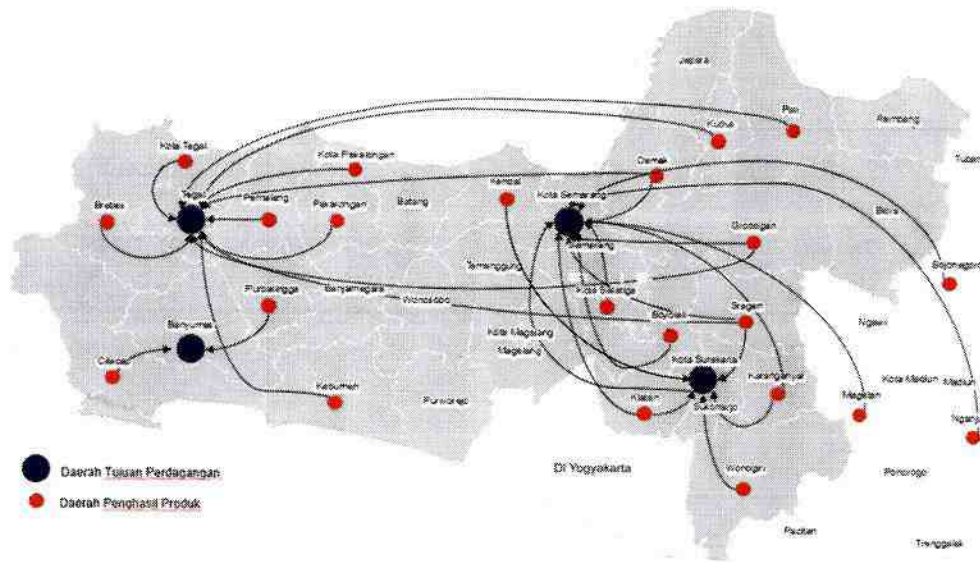 Jepara
Pati
Rembang
Kudus
Tuban
Kota Tegal
Kota Pekalongan
Demak
Kendal
Kota Semarang
Tegal
Pemalang
Pekalongan
Batang
Blora
Brebes
Grobogan
Semarang
Temanggung
Bojonegoro
Banjarnegara
Wonosobo
Kota Salatiga
Purbalingga
Boyolali
Sragen
Ngawi
Banyumas
Kota Magelang
Magelang
Kota Surakarta
Cilacap
Karanganyar
Kota Madiun
Madiun
Kebumen
Purworejo
Klaten
Sukoharjo
Magetan
Nganjuk
Daerah Tujuan Perdagangan
DI Yogyakarta
Wonogiri
Ponorogo
Daerah Penghasil Produk
Pacitan
Trenggalek